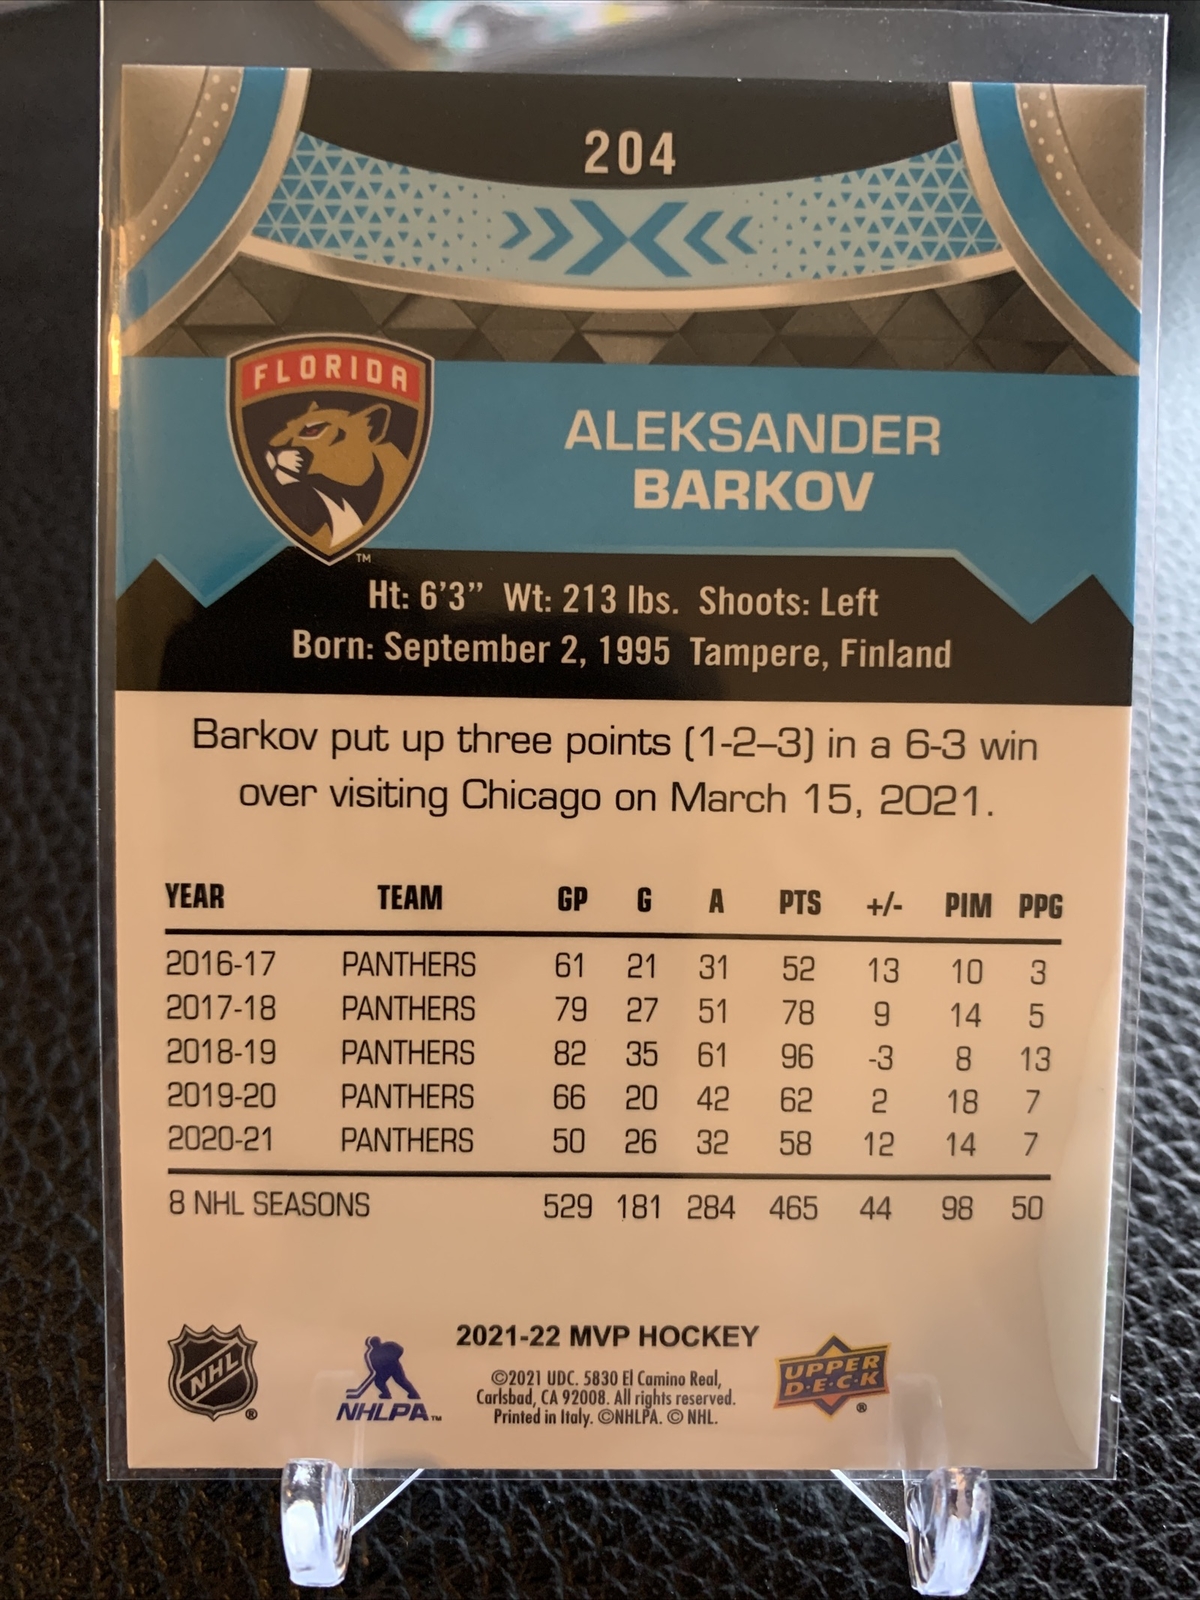 204
FLORIDA
TM
ALEKSANDER
BARKOV
Ht: 6'3" Wt: 213 lbs. Shoots: Left
Born: September 2, 1995 Tampere, Finland
Barkov put up three points (1-2–3) in a 6-3 win
over visiting Chicago on March 15, 2021.
YEAR TEAM GP G A PTS +/- PIM PPG
2016-17 PANTHERS 61 21 31 52 13 10 3
2017-18 PANTHERS 79 27 51 78 9 14 5
2018-19 PANTHERS 82 35 61 96 -3 8 13
2019-20 PANTHERS 66 20 42 62 2 18 7
2020-21 PANTHERS 50 26 32 58 12 14 7
8 NHL SEASONS 529 181 284 465 44 98 50
2021-22 MVP HOCKEY
©2021 UDC. 5830 El Camino Real,
Carlsbad, CA 92008. All rights reserved.
Printed in Italy. ©NHLPA. © NHL.
NHL ®
NHLPA TM
UPPER
D·E·C·K ®